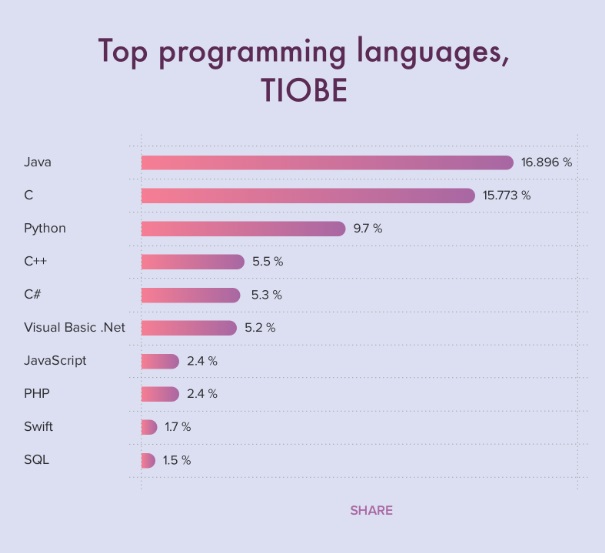 Top programming languages,
TIOBE
Java 16.896 %
C 15.773 %
Python 9.7 %
C++ 5.5 %
C# 5.3 %
Visual Basic .Net 5.2 %
JavaScript 2.4 %
PHP 2.4 %
Swift 1.7 %
SQL 1.5 %
SHARE